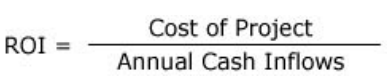 ROI = Cost of Project
Annual Cash Inflows